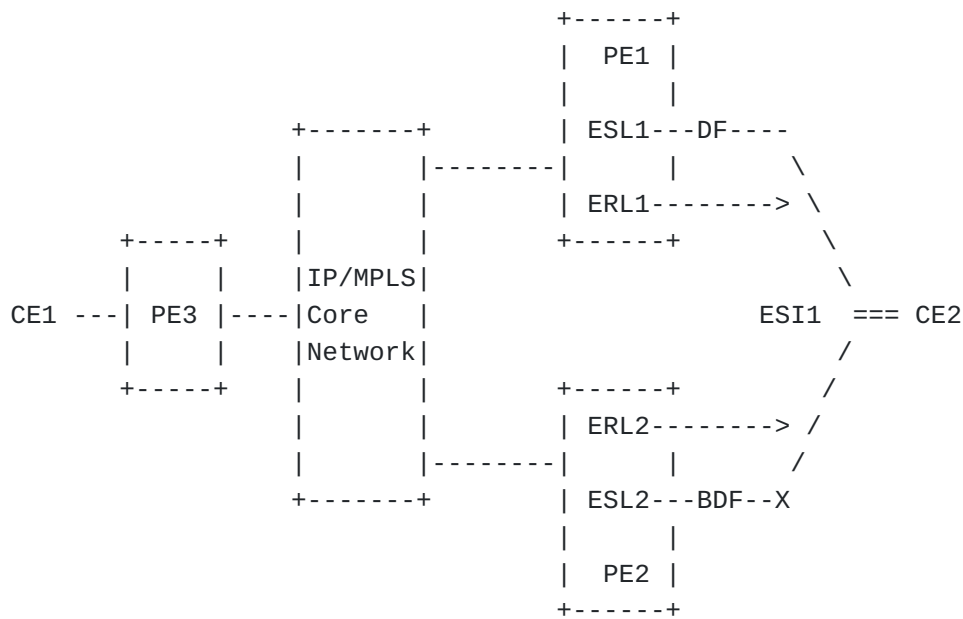 PE1
ESL1---DF----
ERL1-------->
IP/MPLS
CE1 --- PE3 ---- Core ESI1 === CE2
Network
ERL2-------->
ESL2---BDF--X
PE2